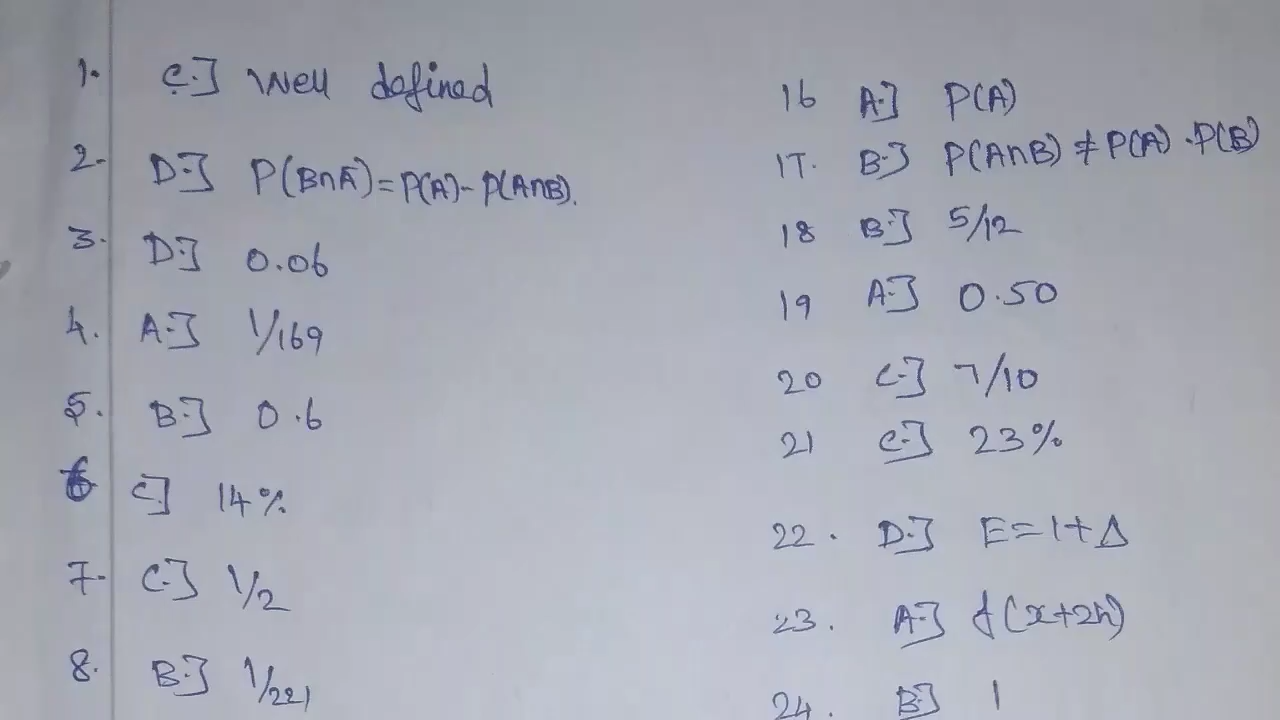 1. C.] Well defined
2. D.] P(B∩A̅)=P(A)-P(A∩B).
3. D.] 0.06
4. A.] 1/169
5. B.] 0.6
6 C] 14%
7. C.] 1/2
8. B.] 1/221
16 A.] P(A)
17. B.] P(A∩B) ≠ P(A) . P(B)
18 B.] 5/12
19 A.] 0.50
20 C.] 7/10
21 C.] 23%
22. D.] E=1+Δ
23. A.] f(x+2h)
24. B.] 1